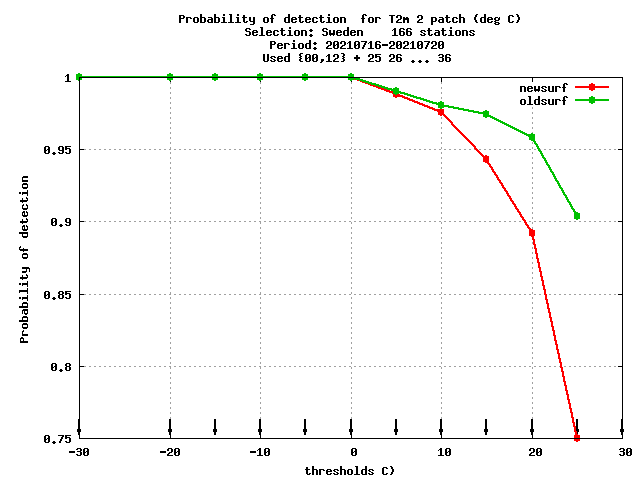 Probability of detection  for T2m 2 patch (deg C)
Selection: Sweden    166 stations
Period: 20210716-20210720
Used {00,12} + 25 26 ... 36
newsurf
oldsurf
1
0.95
0.9
0.85
0.8
0.75
Probability of detection
-30 -20 -10 0 10 20 30
thresholds C)